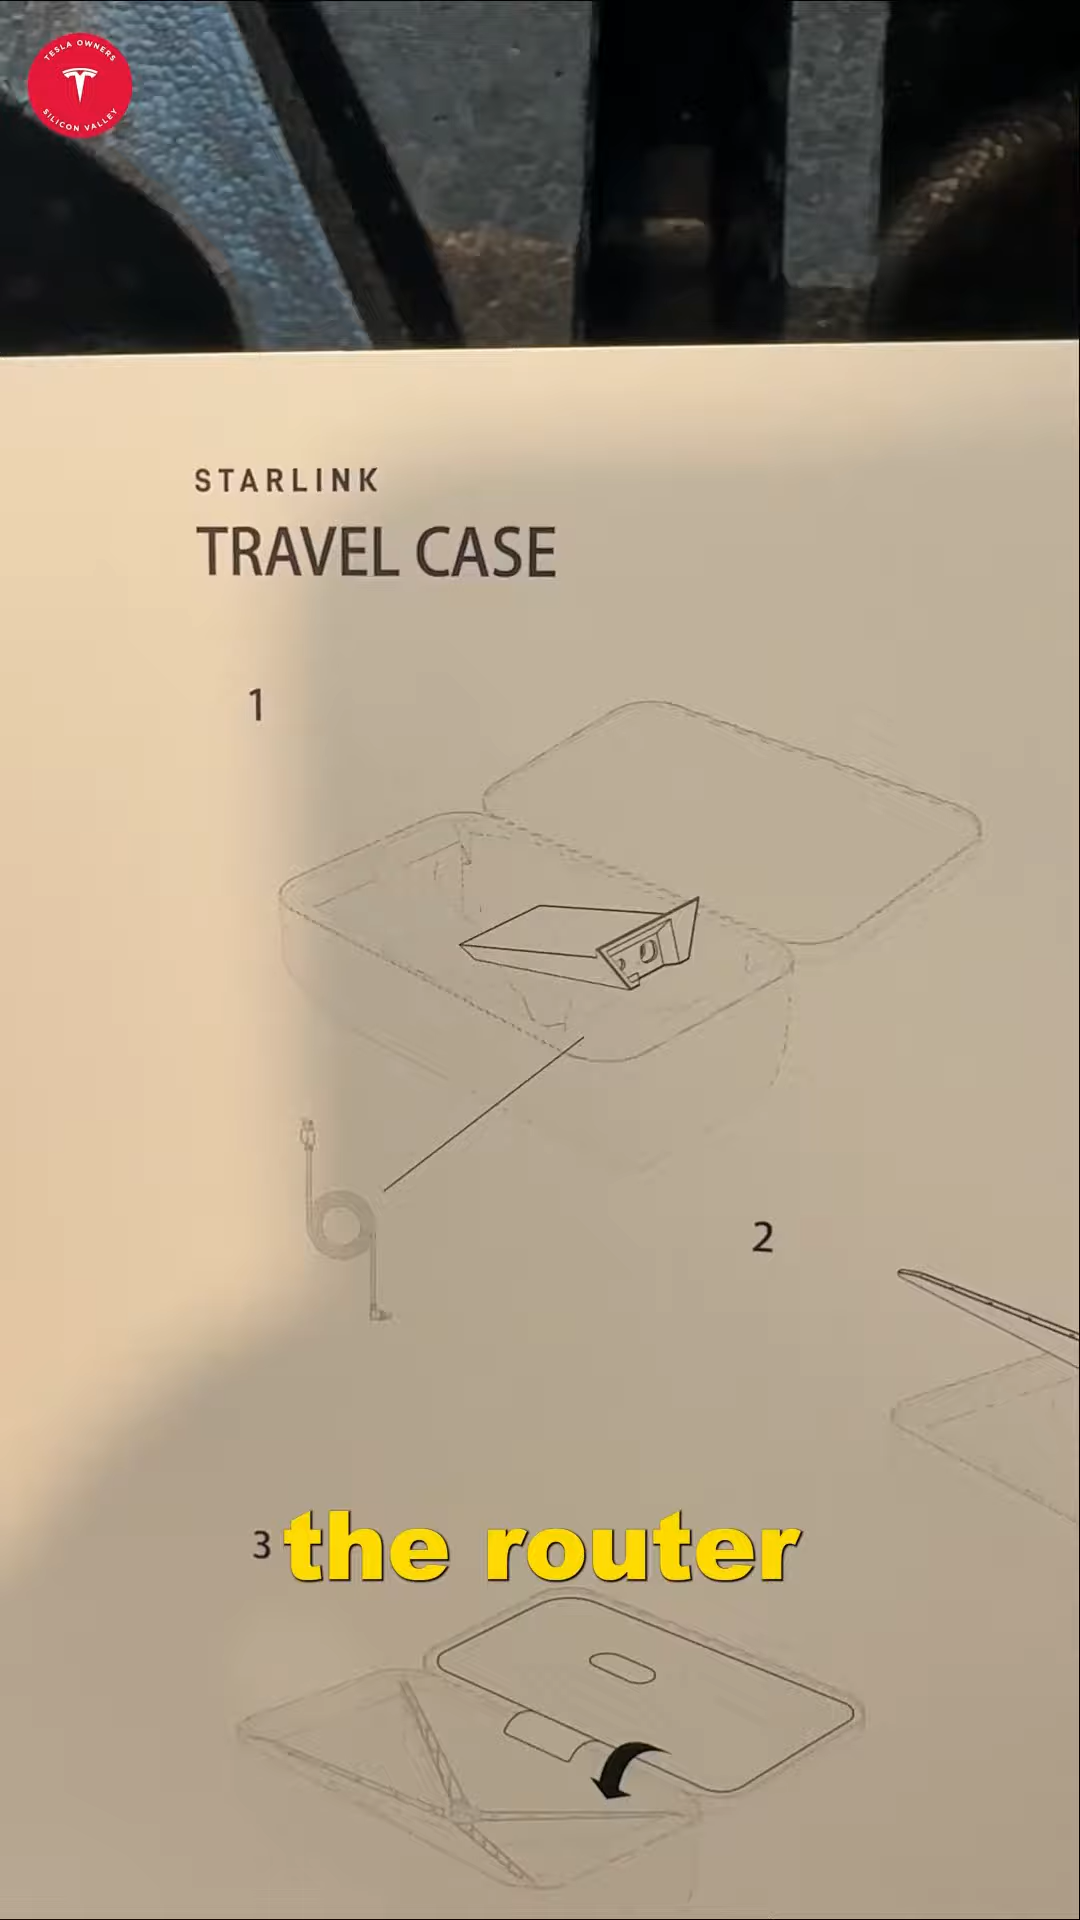 TESLA OWNERS
SILICON VALLEY
STARLINK
TRAVEL CASE
1
2
3
the router